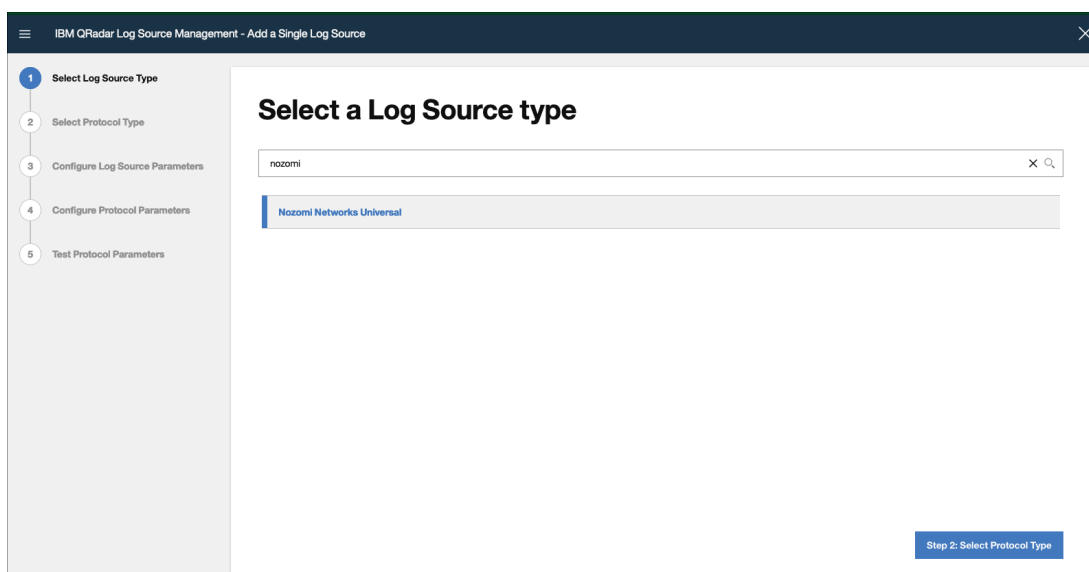 IBM QRadar Log Source Management - Add a Single Log Source
1 Select Log Source Type
2 Select Protocol Type
3 Configure Log Source Parameters
4 Configure Protocol Parameters
5 Test Protocol Parameters
Select a Log Source type
nozomi
Nozomi Networks Universal
Step 2: Select Protocol Type